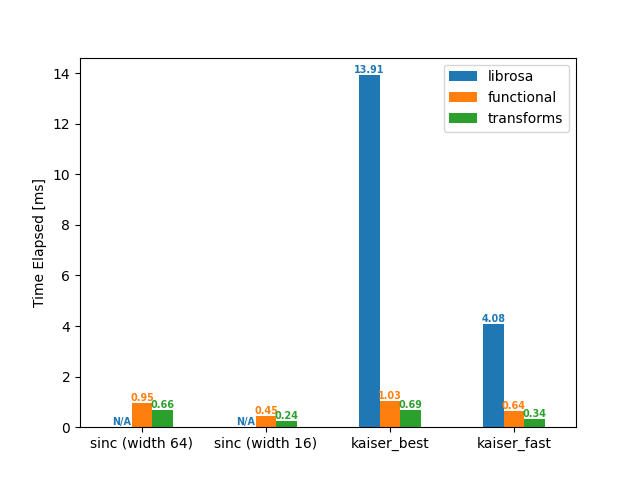 14
12
10
8
6
4
2
0
Time Elapsed [ms]
librosa
functional
transforms
N/A
0.95
0.66
N/A
0.45
0.24
13.91
1.03
0.69
4.08
0.64
0.34
sinc (width 64)
sinc (width 16)
kaiser_best
kaiser_fast